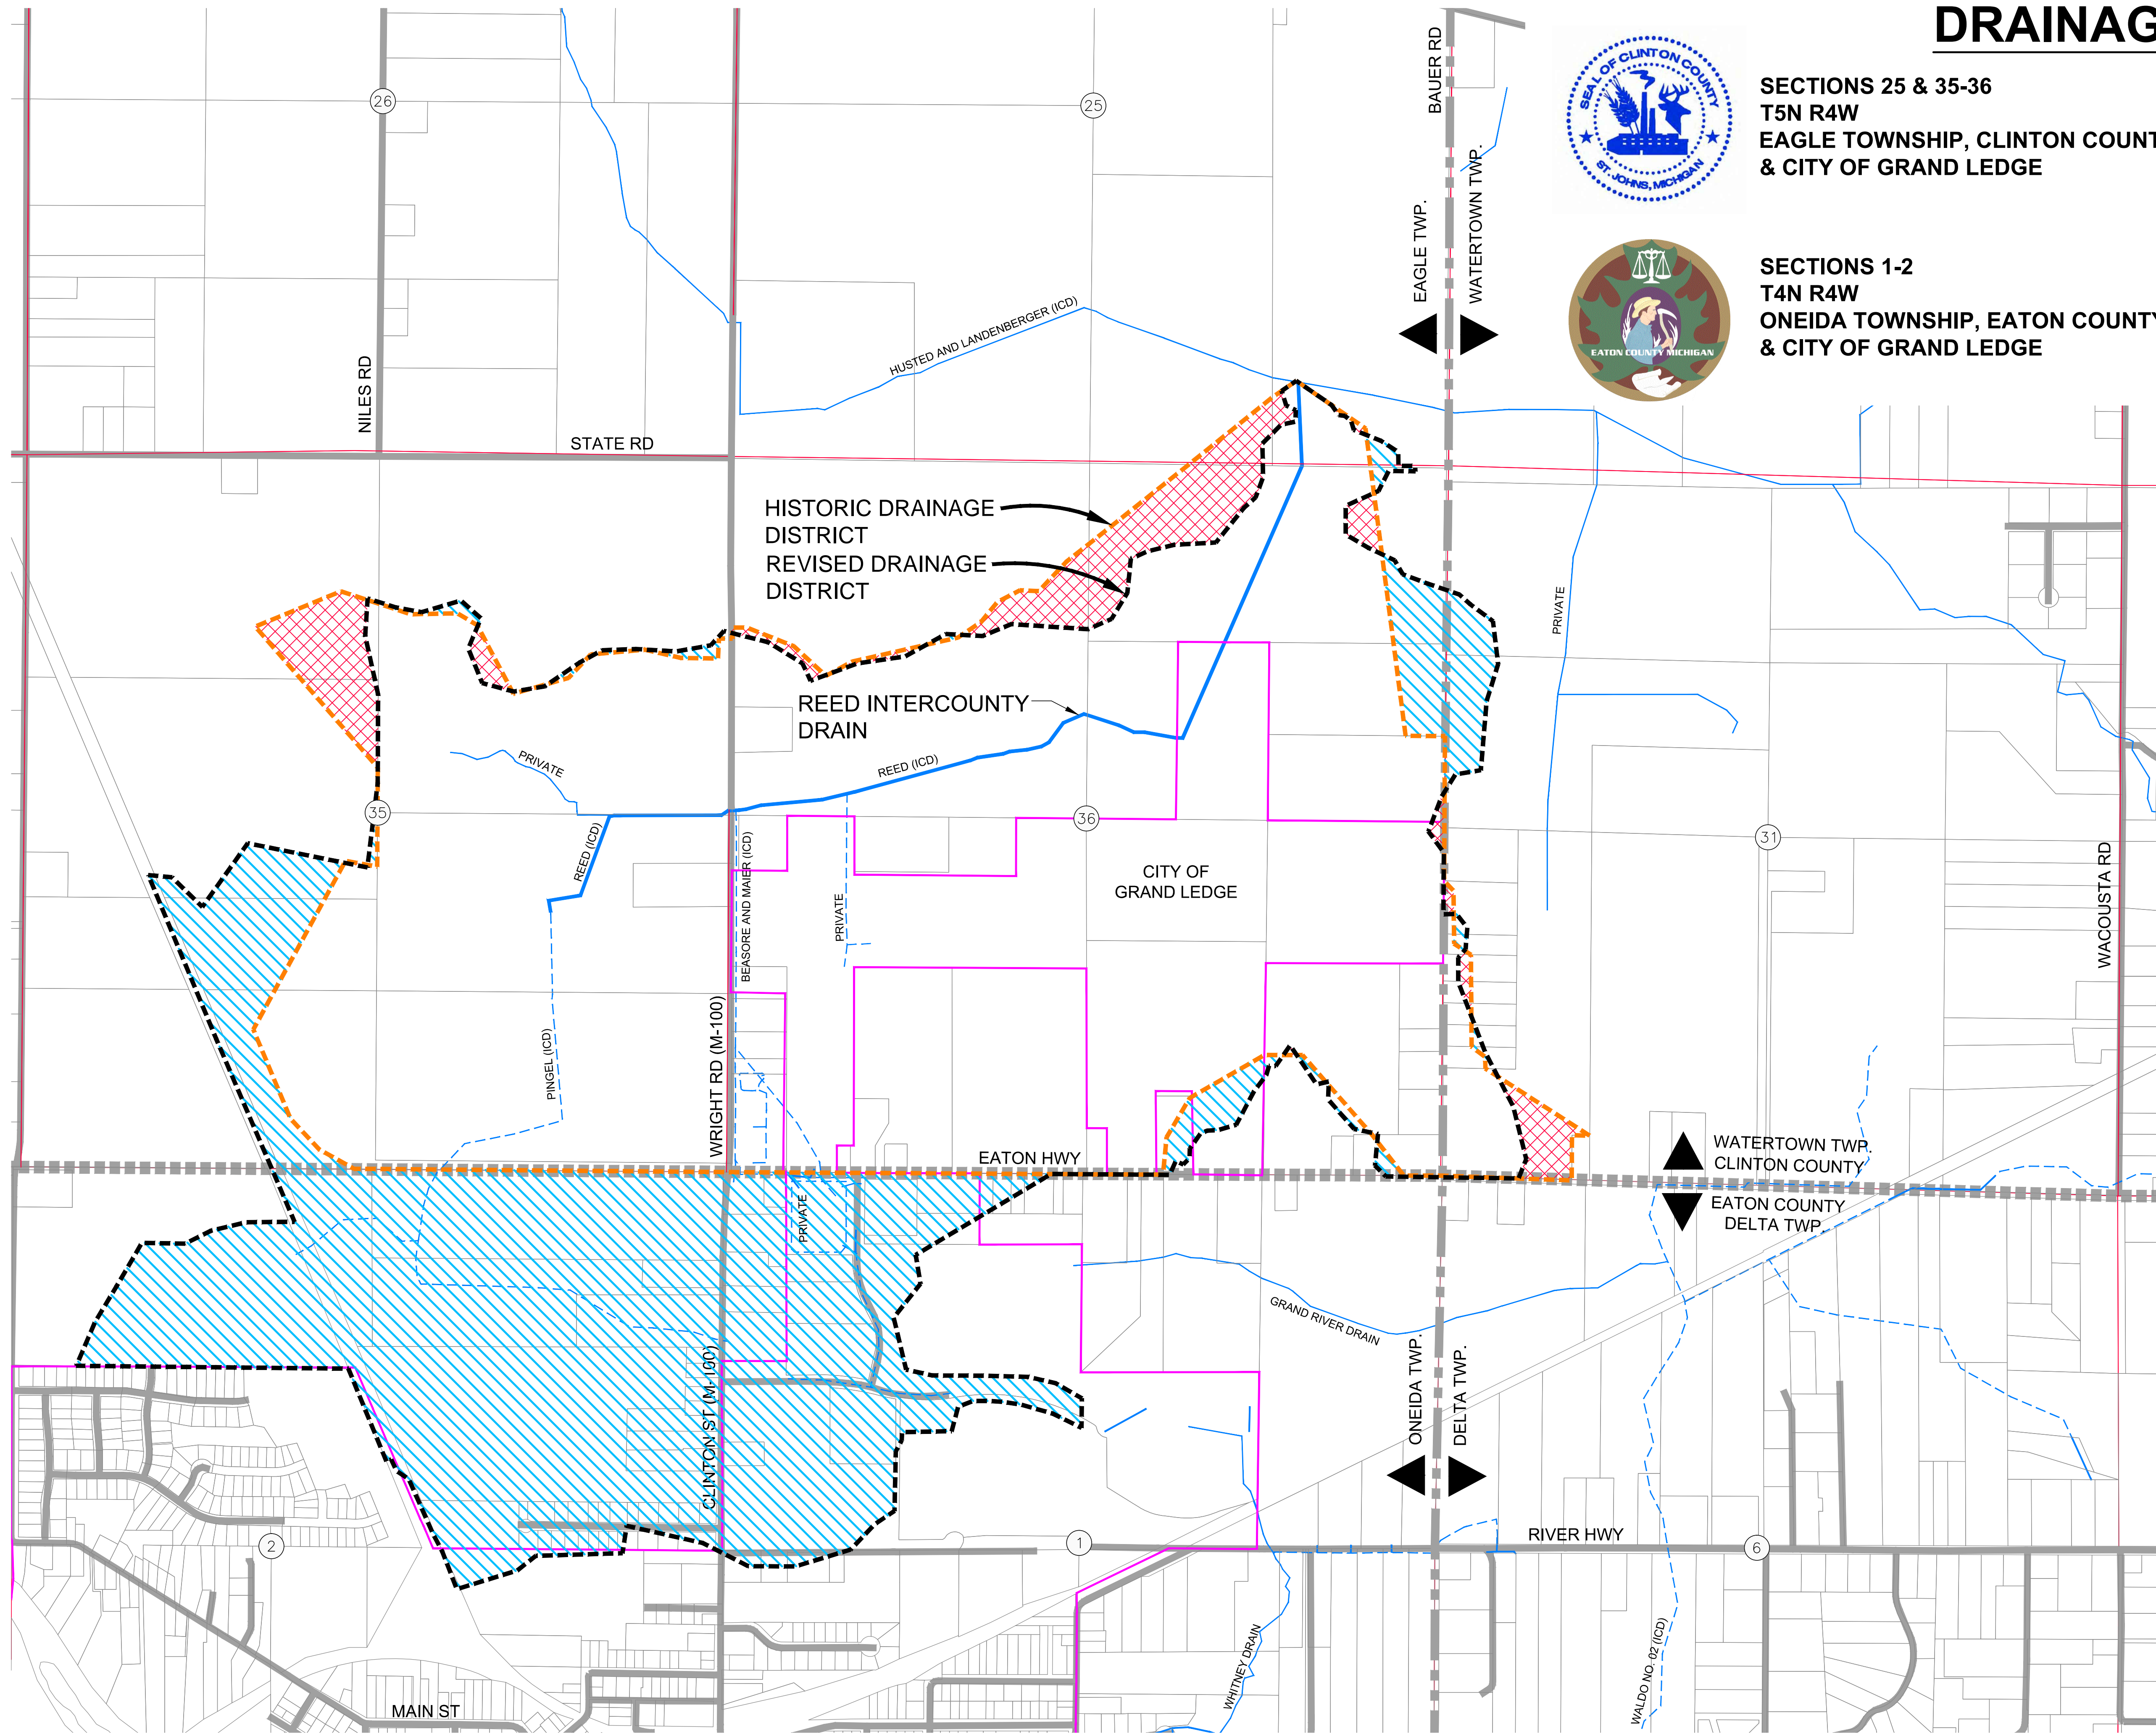 DRAINAG
SEAL OF CLINTON COUNTY
ST. JOHNS, MICHIGAN
SECTIONS 25 & 35-36
T5N R4W
EAGLE TOWNSHIP, CLINTON COUNT
& CITY OF GRAND LEDGE
EATON COUNTY MICHIGAN
SECTIONS 1-2
T4N R4W
ONEIDA TOWNSHIP, EATON COUNTY
& CITY OF GRAND LEDGE
26
25
BAUER RD
EAGLE TWP.
WATERTOWN TWP.
HUSTED AND LANDENBERGER (ICD)
NILES RD
STATE RD
HISTORIC DRAINAGE
DISTRICT
REVISED DRAINAGE
DISTRICT
PRIVATE
REED INTERCOUNTY
DRAIN
PRIVATE
REED (ICD)
35
36
31
REED (ICD)
BEASORE AND MAIER (ICD)
PRIVATE
CITY OF
GRAND LEDGE
WACOUSTA RD
PINGEL (ICD)
WRIGHT RD (M-100)
EATON HWY
WATERTOWN TWP.
CLINTON COUNTY
EATON COUNTY
DELTA TWP.
PRIVATE
GRAND RIVER DRAIN
ONEIDA TWP.
DELTA TWP.
CLINTON ST (M-100)
2
1
RIVER HWY
6
WHITNEY DRAIN
WALDO NO. 02 (ICD)
MAIN ST